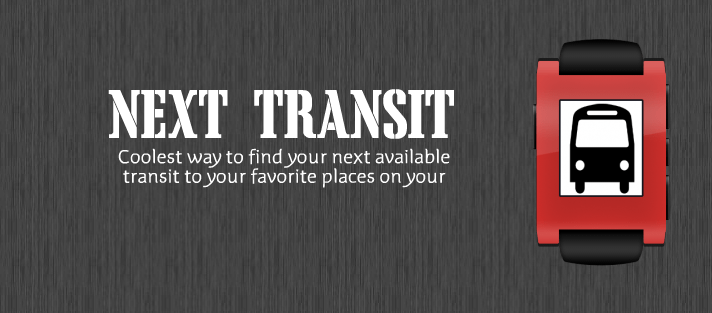 NEXT TRANSIT
Coolest way to find your next available
transit to your favorite places on your